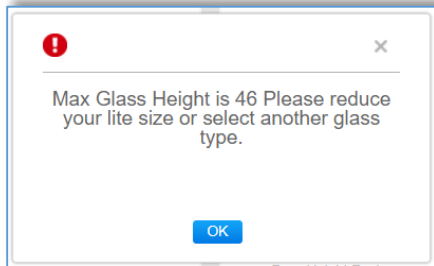 Max Glass Height is 46 Please reduce
your lite size or select another glass
type.
OK